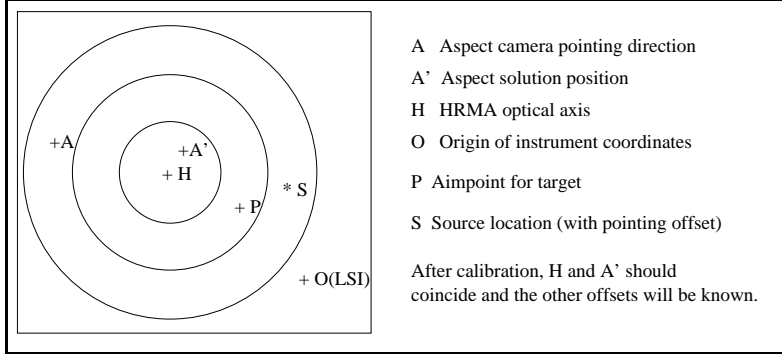 +A
+A'
+ H
+ P
* S
+ O(LSI)
A Aspect camera pointing direction
A' Aspect solution position
H HRMA optical axis
O Origin of instrument coordinates
P Aimpoint for target
S Source location (with pointing offset)
After calibration, H and A' should
coincide and the other offsets will be known.